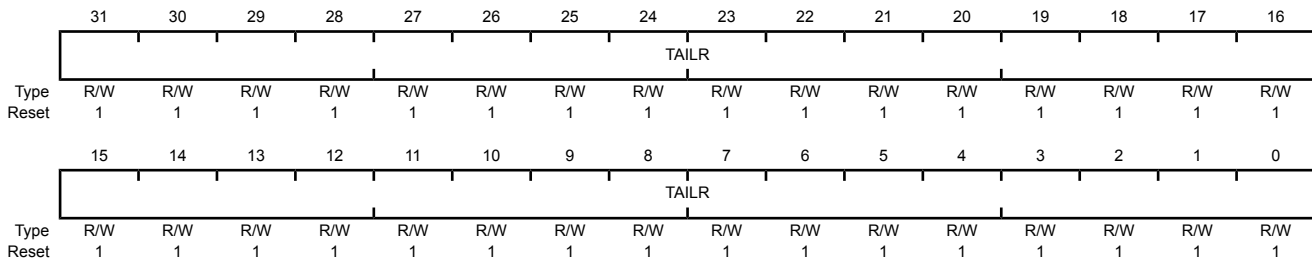 31 30 29 28 27 26 25 24 23 22 21 20 19 18 17 16
TAILR
Type R/W R/W R/W R/W R/W R/W R/W R/W R/W R/W R/W R/W R/W R/W R/W R/W
Reset 1 1 1 1 1 1 1 1 1 1 1 1 1 1 1 1
15 14 13 12 11 10 9 8 7 6 5 4 3 2 1 0
TAILR
Type R/W R/W R/W R/W R/W R/W R/W R/W R/W R/W R/W R/W R/W R/W R/W R/W
Reset 1 1 1 1 1 1 1 1 1 1 1 1 1 1 1 1